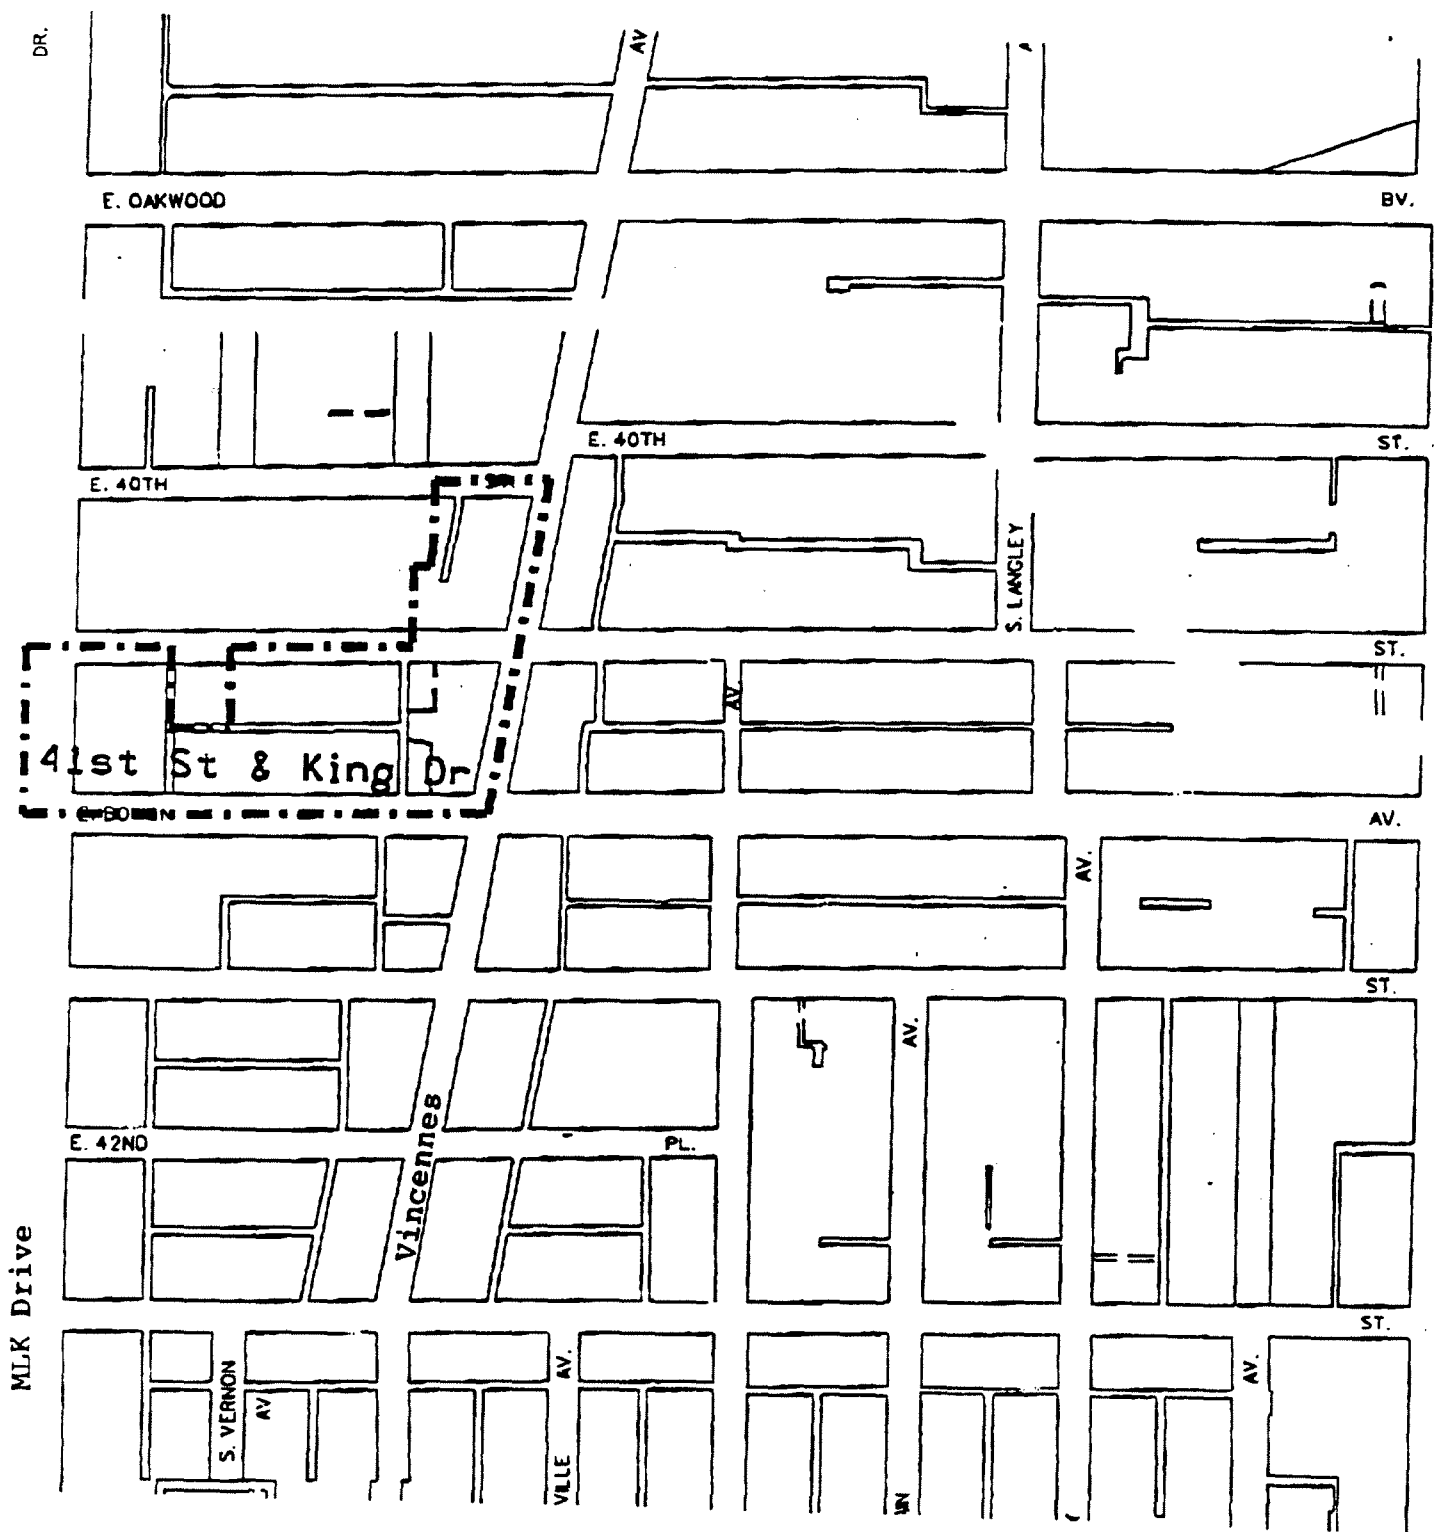 DR.
AV
E. OAKWOOD
BV.
E. 40TH
ST.
E. 40TH
S. LANGLEY
ST.
AV.
41st St & King Dr
AV.
AV.
ST.
AV.
E. 42ND
PL.
Vincennes
MLK Drive
ST.
S. VERNON
AV
AV.
AV.
VILLE